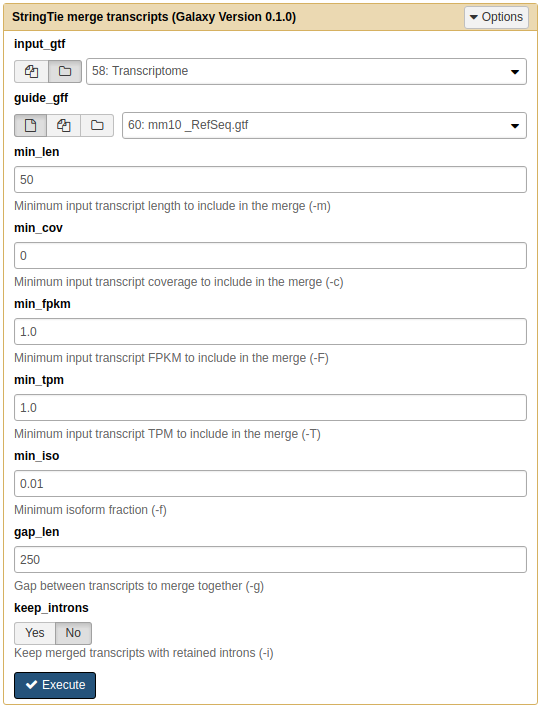 StringTie merge transcripts (Galaxy Version 0.1.0)
Options
input_gtf
58: Transcriptome
guide_gff
60: mm10 _RefSeq.gtf
min_len
50
Minimum input transcript length to include in the merge (-m)
min_cov
0
Minimum input transcript coverage to include in the merge (-c)
min_fpkm
1.0
Minimum input transcript FPKM to include in the merge (-F)
min_tpm
1.0
Minimum input transcript TPM to include in the merge (-T)
min_iso
0.01
Minimum isoform fraction (-f)
gap_len
250
Gap between transcripts to merge together (-g)
keep_introns
Yes No
Keep merged transcripts with retained introns (-i)
Execute